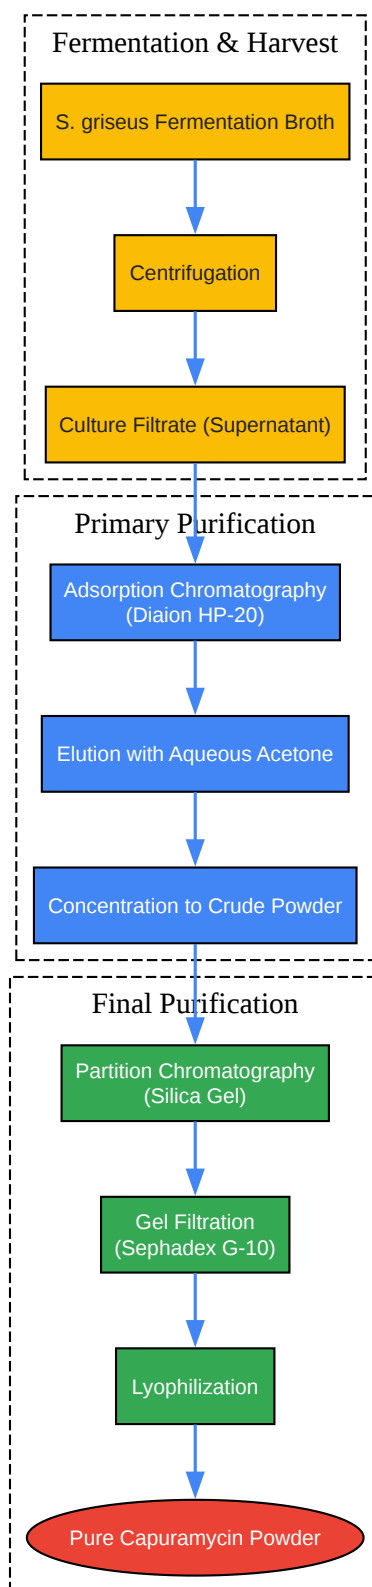 Fermentation & Harvest
S. griseus Fermentation Broth
Centrifugation
Culture Filtrate (Supernatant)
Primary Purification
Adsorption Chromatography
(Diaion HP-20)
Elution with Aqueous Acetone
Concentration to Crude Powder
Final Purification
Partition Chromatography
(Silica Gel)
Gel Filtration
(Sephadex G-10)
Lyophilization
Pure Capuramycin Powder